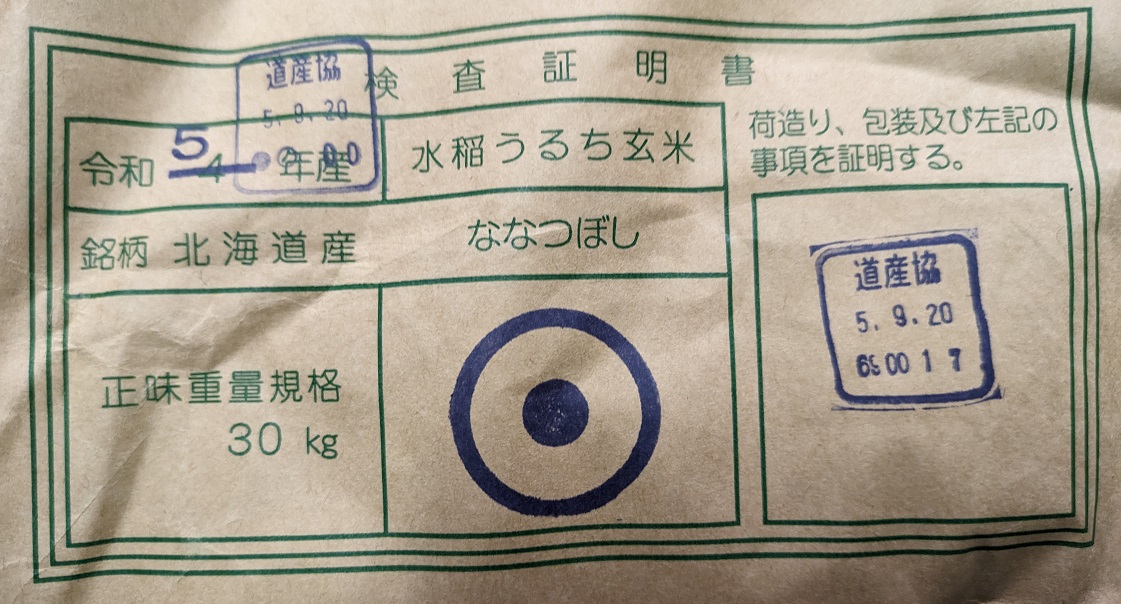 検査証明書
道産協
5.9.20
令和 5 4 年産
水稲うるち玄米
銘柄 北海道産
ななつぼし
正味重量規格
30 kg
荷造り、包装及び左記の
事項を証明する。
道産協
5.9.20